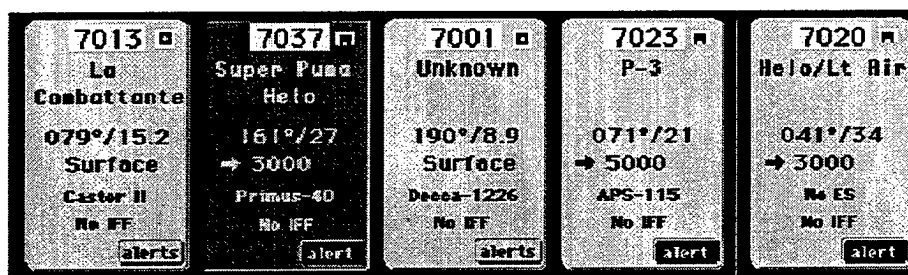 7013
La
Combattante
079°/15.2
Surface
Castor II
No IFF
alerts
7037
Super Puma
Helo
161°/27
→ 3000
Primus-40
No IFF
alert
7001
Unknown
190°/8.9
Surface
Decca-1226
No IFF
alerts
7023
P-3
071°/21
→ 5000
APS-115
No IFF
alert
7020
Helo/Lt Air
041°/34
→ 3000
No ES
No IFF
alert